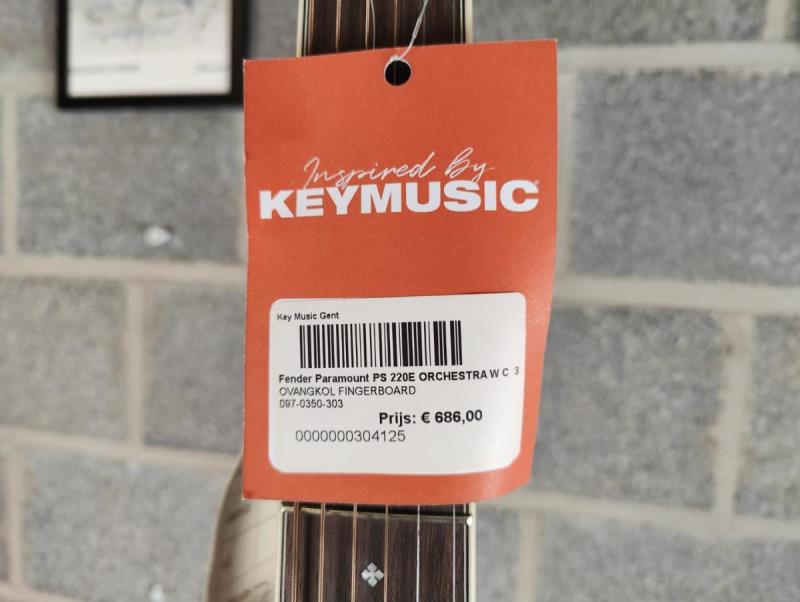 Inspired By
KEYMUSIC
Key Music Gent
Fender Paramount PS 220E ORCHESTRA W C 3
OVANGKOL FINGERBOARD
097-0350-303
Prijs: € 686,00
0000000304125